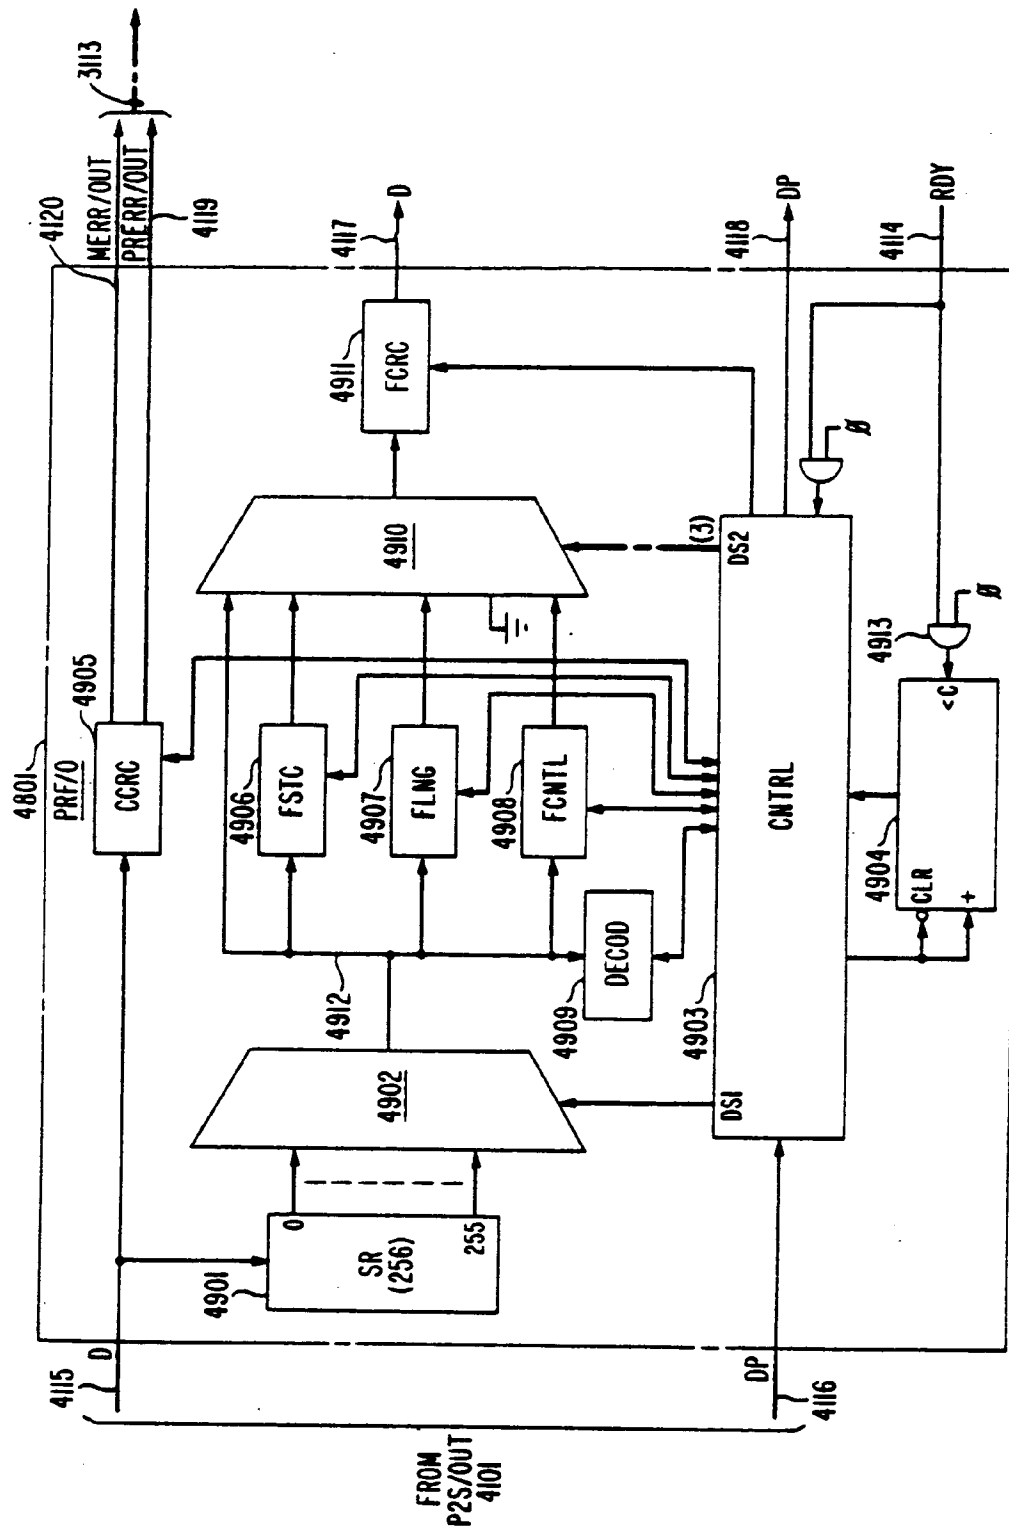 FROM
P2S/OUT
4101
4115
D
DP
4116
4801
PRF/O
4901
SR
(256)
0
255
4902
DS1
4912
4905
CCRC
4906
FSTC
4907
FLNG
4908
FCNTL
4909
DECOD
4903
CNTRL
DS2
(3)
4904
CLR
+
<C
4913
Ø
Ø
4910
4911
FCRC
4120
MERR/OUT
PRERR/OUT
4119
3113
4117
D
4118
DP
4114
RDY